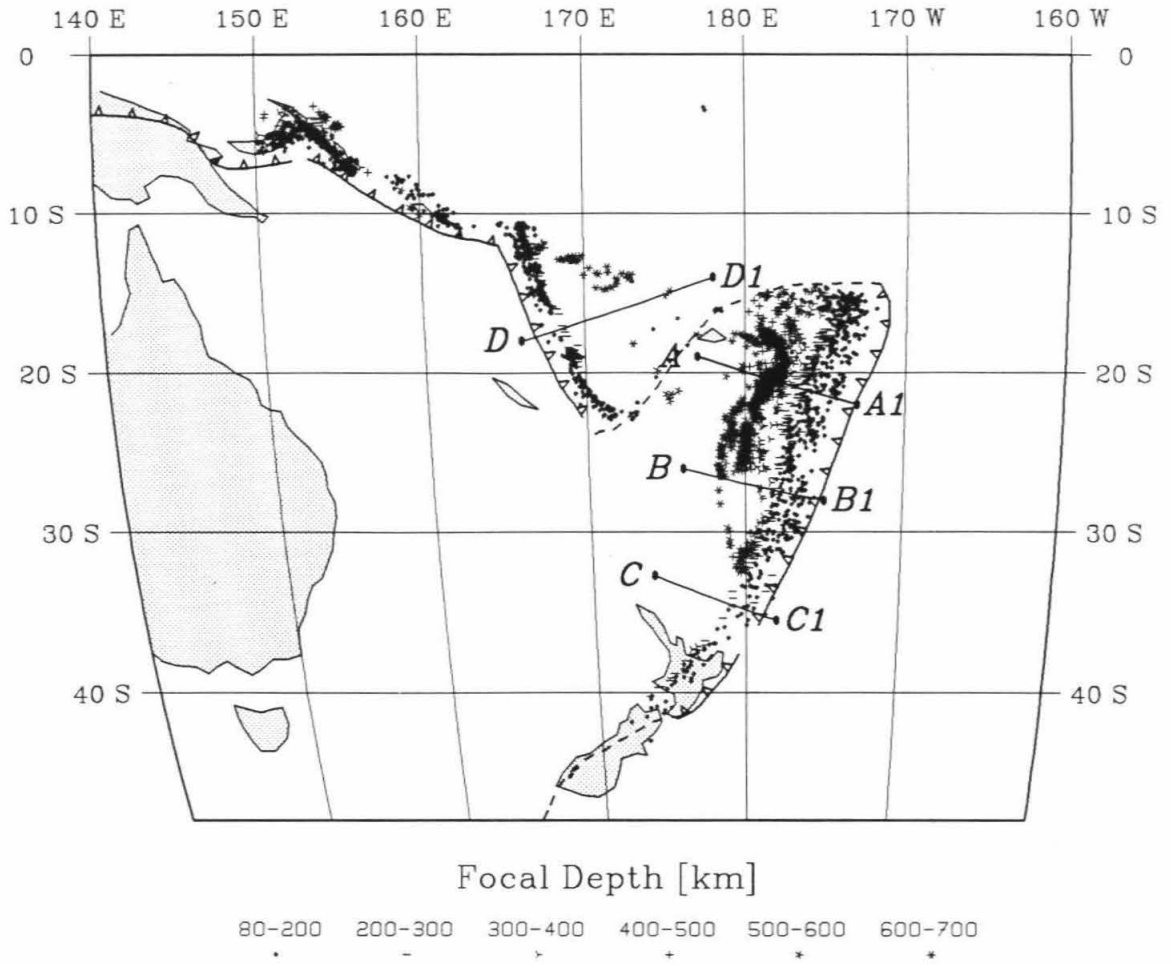 140 E 150 E 160 E 170 E 180 E 170 W 160 W
0 0
10 S 10 S
D1
D
A
20 S 20 S
A1
B
B1
30 S 30 S
C
C1
40 S 40 S
Focal Depth [km]
80-200 200-300 300-400 400-500 500-600 600-700